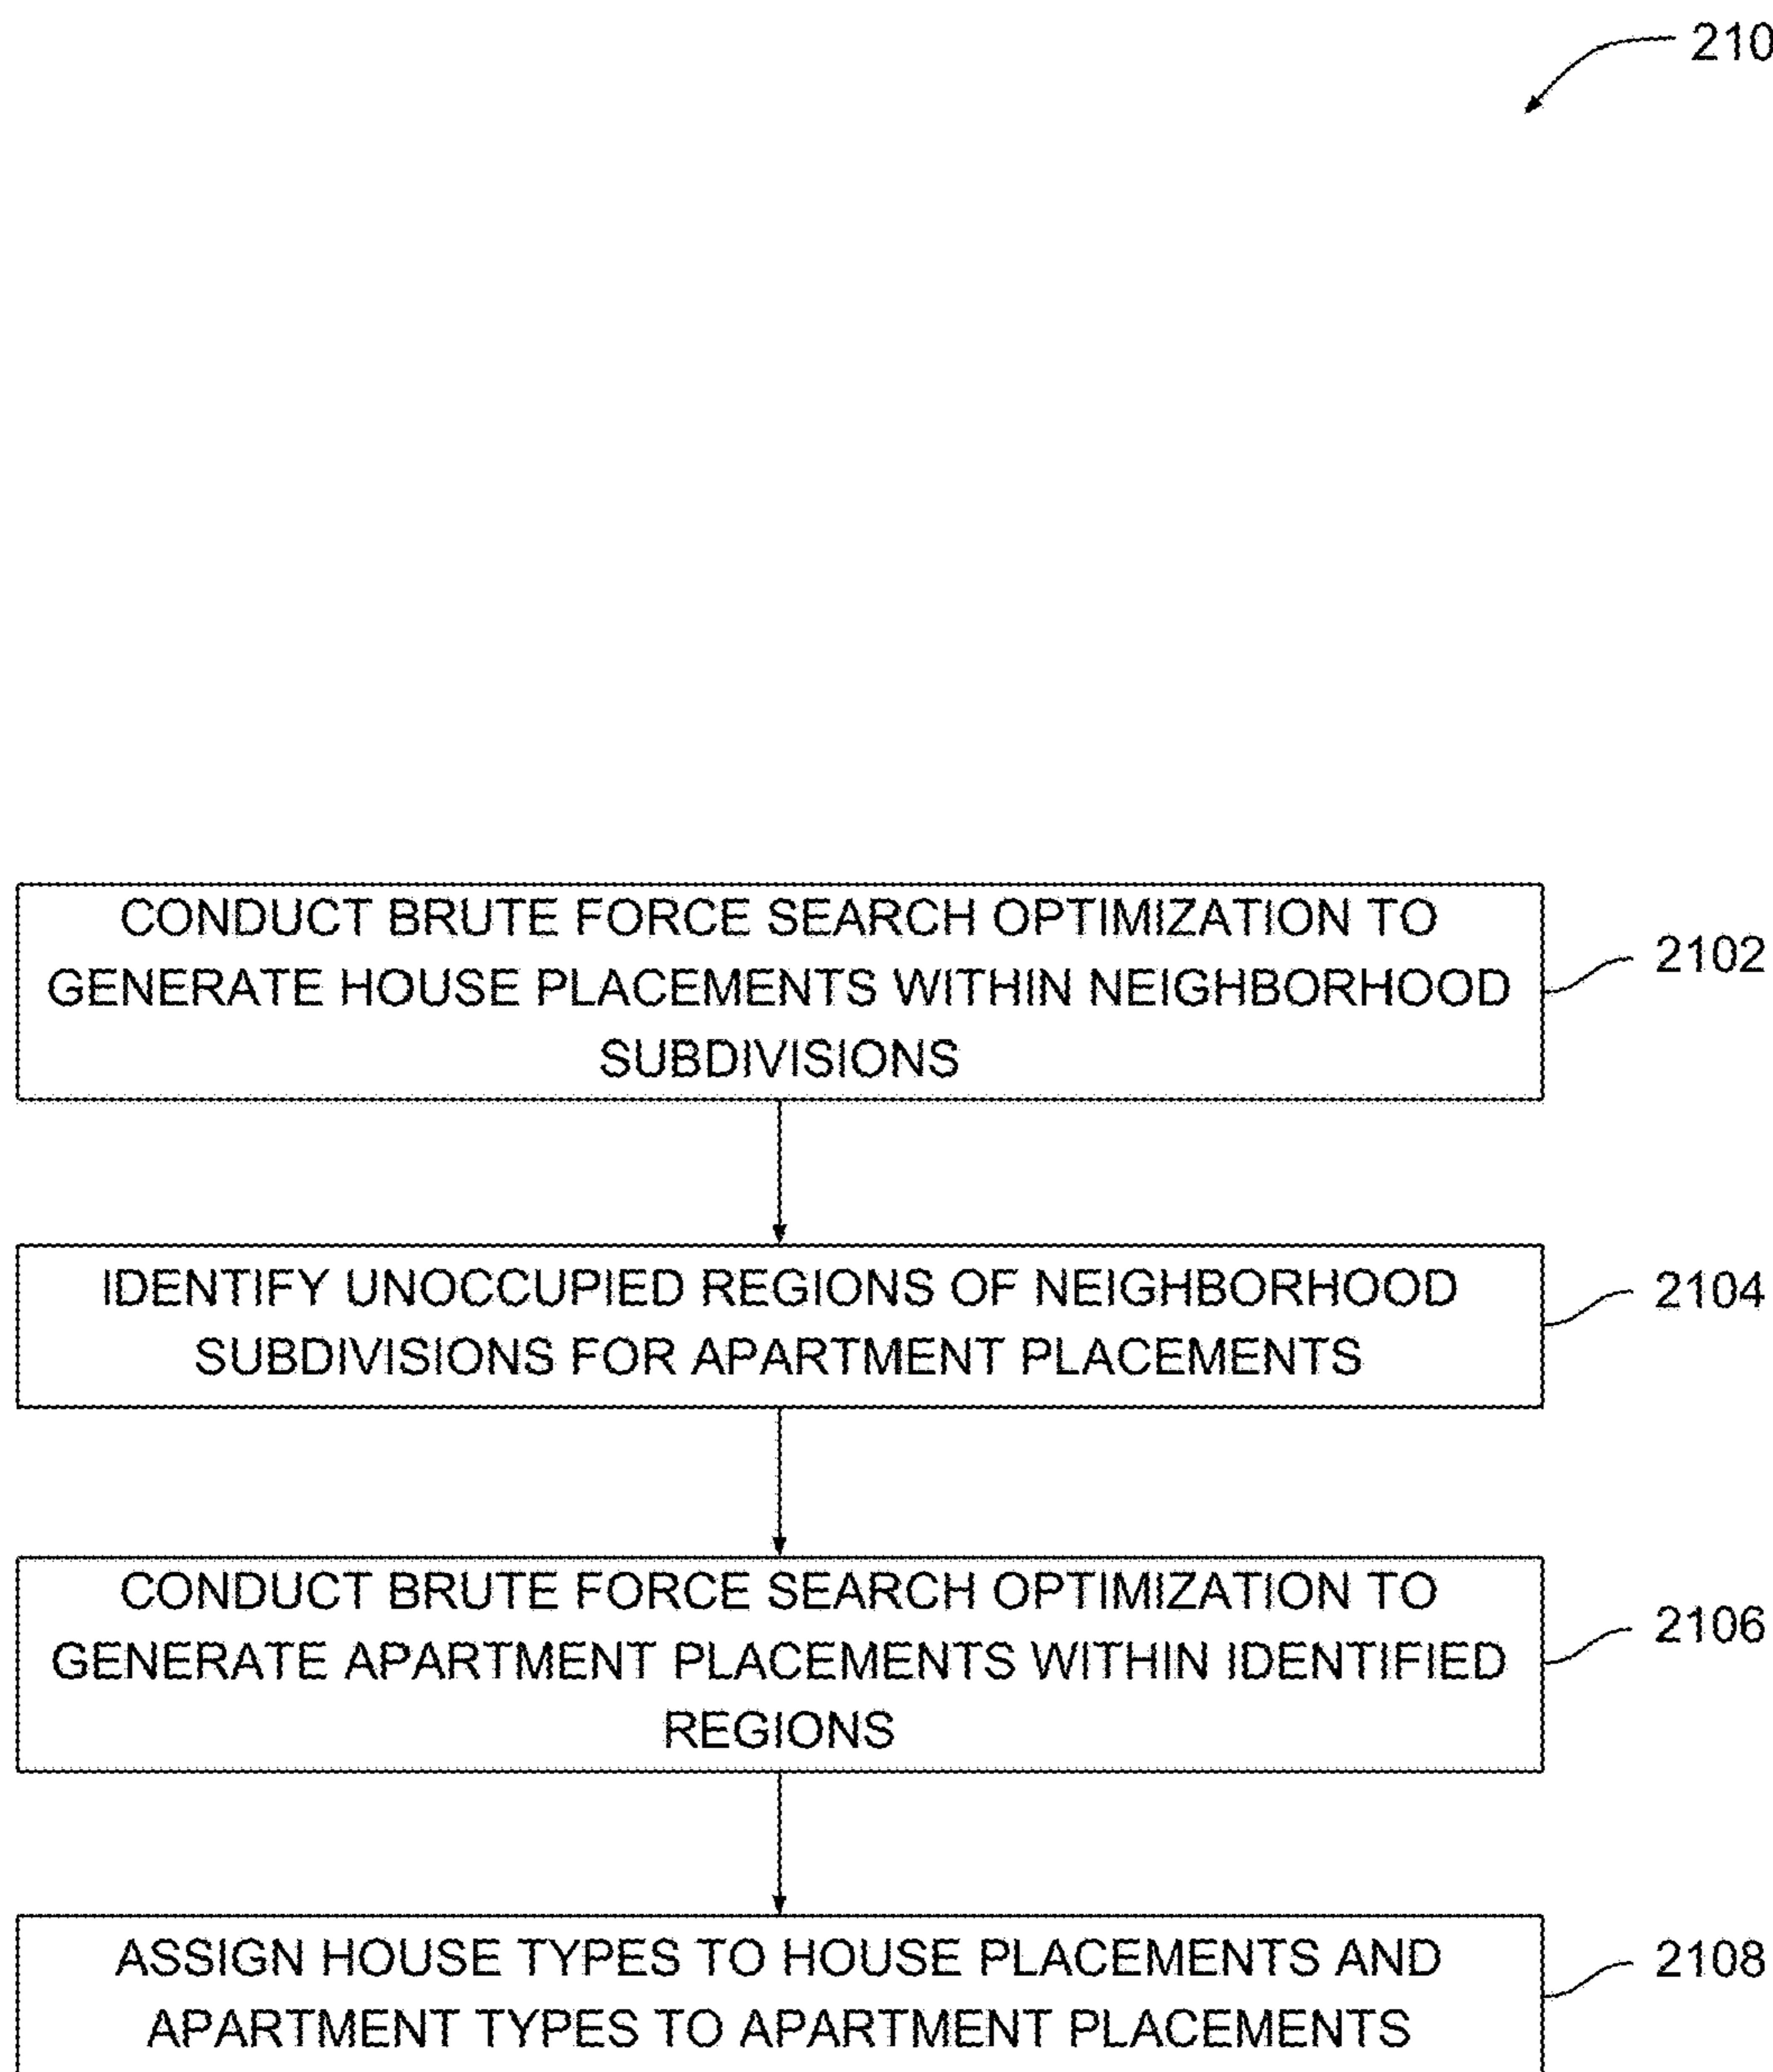 210
CONDUCT BRUTE FORCE SEARCH OPTIMIZATION TO
GENERATE HOUSE PLACEMENTS WITHIN NEIGHBORHOOD
SUBDIVISIONS
2102
IDENTIFY UNOCCUPIED REGIONS OF NEIGHBORHOOD
SUBDIVISIONS FOR APARTMENT PLACEMENTS
2104
CONDUCT BRUTE FORCE SEARCH OPTIMIZATION TO
GENERATE APARTMENT PLACEMENTS WITHIN IDENTIFIED
REGIONS
2106
ASSIGN HOUSE TYPES TO HOUSE PLACEMENTS AND
APARTMENT TYPES TO APARTMENT PLACEMENTS
2108